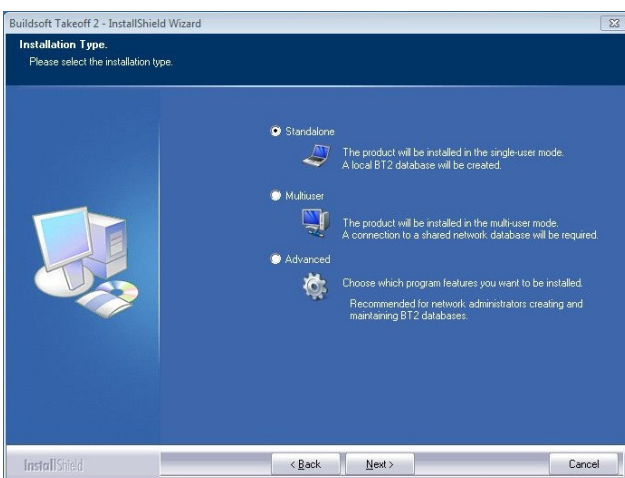 Buildsoft Takeoff 2 - InstallShield Wizard
Installation Type.
Please select the installation type.
Standalone
The product will be installed in the single-user mode.
A local BT2 database will be created.
Multiuser
The product will be installed in the multi-user mode.
A connection to a shared network database will be required.
Advanced
Choose which program features you want to be installed.
Recommended for network administrators creating and
maintaining BT2 databases.
InstallShield
< Back
Next >
Cancel